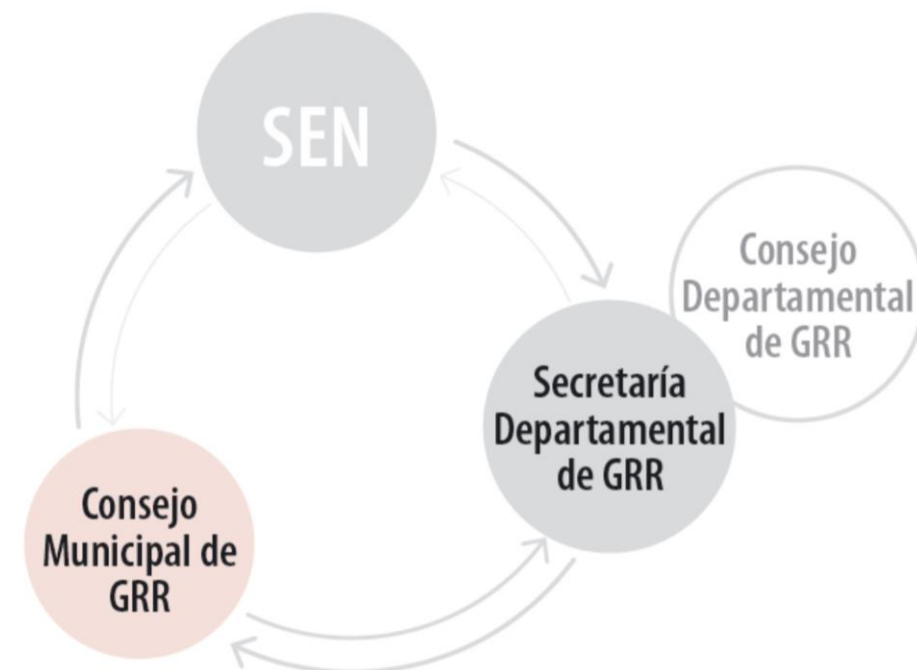 SEN
Consejo
Departamental
de GRR
Secretaría
Departamental
de GRR
Consejo
Municipal de
GRR